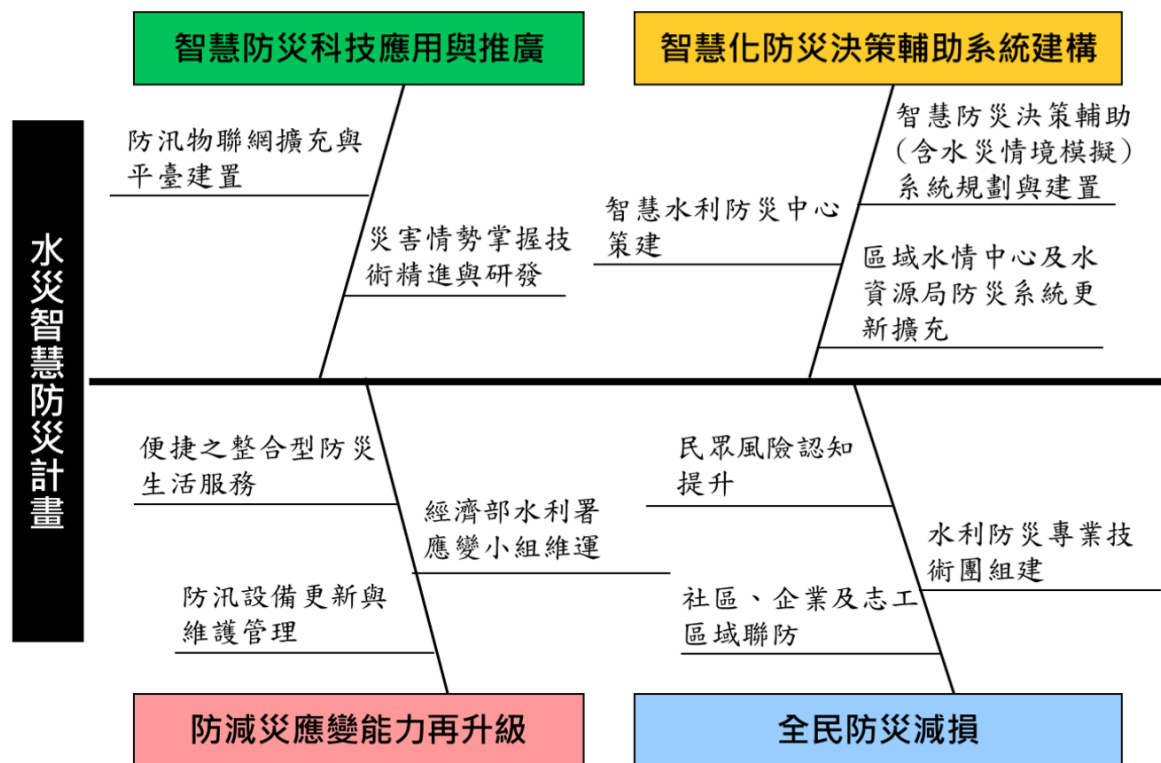 智慧防災科技應用與推廣
智慧化防災決策輔助系統建構
水災智慧防災計畫
防汛物聯網擴充與
平臺建置
災害情勢掌握技
術精進與研發
智慧防災決策輔助
(含水災情境模擬)
系統規劃與建置
智慧水利防災中心
策建
區域水情中心及水
資源局防災系統更
新擴充
便捷之整合型防災
生活服務
經濟部水利署
應變小組維運
防汛設備更新與
維護管理
民眾風險認知
提升
水利防災專業技
術團組建
社區、企業及志工
區域聯防
防減災應變能力再升級
全民防災減損